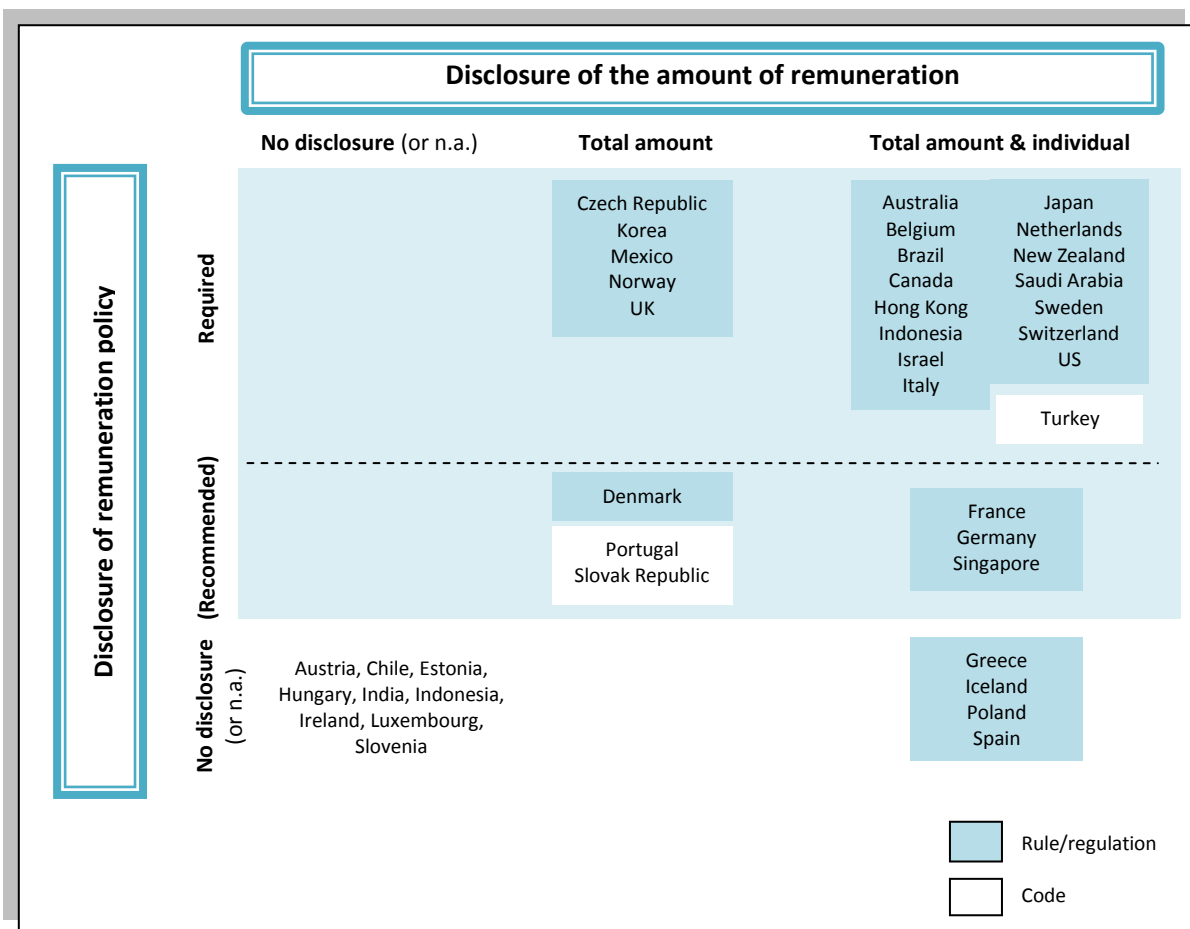 Disclosure of the amount of remuneration
No disclosure (or n.a.)
Total amount
Total amount & individual
Disclosure of remuneration policy
Required
Czech Republic
Korea
Mexico
Norway
UK
Australia
Belgium
Brazil
Canada
Hong Kong
Indonesia
Israel
Italy
Japan
Netherlands
New Zealand
Saudi Arabia
Sweden
Switzerland
US
Turkey
(Recommended)
Denmark
Portugal
Slovak Republic
France
Germany
Singapore
No disclosure
(or n.a.)
Austria, Chile, Estonia,
Hungary, India, Indonesia,
Ireland, Luxembourg,
Slovenia
Greece
Iceland
Poland
Spain
Rule/regulation
Code